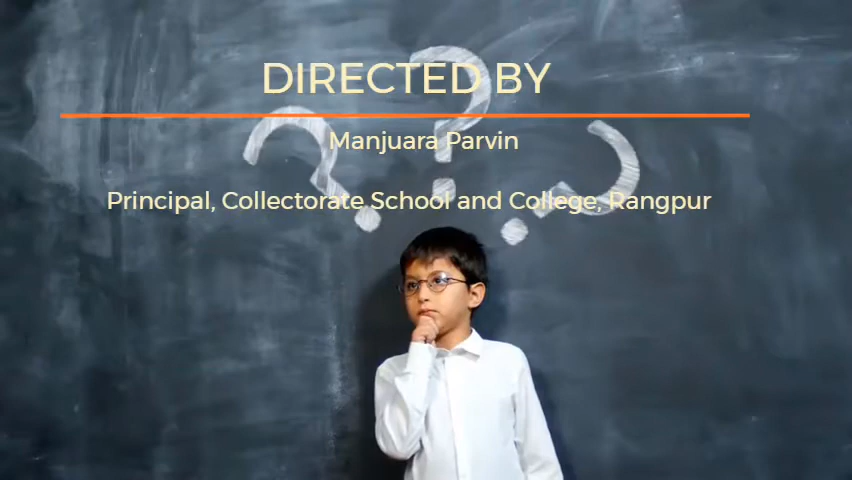 DIRECTED BY
Manjuara Parvin
Principal, Collectorate School and College, Rangpur